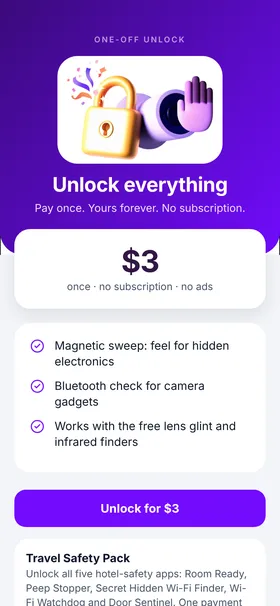 ONE-OFF UNLOCK
Unlock everything
Pay once. Yours forever. No subscription.
$3
once · no subscription · no ads
Magnetic sweep: feel for hidden
electronics
Bluetooth check for camera
gadgets
Works with the free lens glint and
infrared finders
Unlock for $3
Travel Safety Pack
Unlock all five hotel-safety apps: Room Ready,
Peep Stopper, Secret Hidden Wi-Fi Finder, Wi-
Fi Watchdog and Door Sentinel. One payment